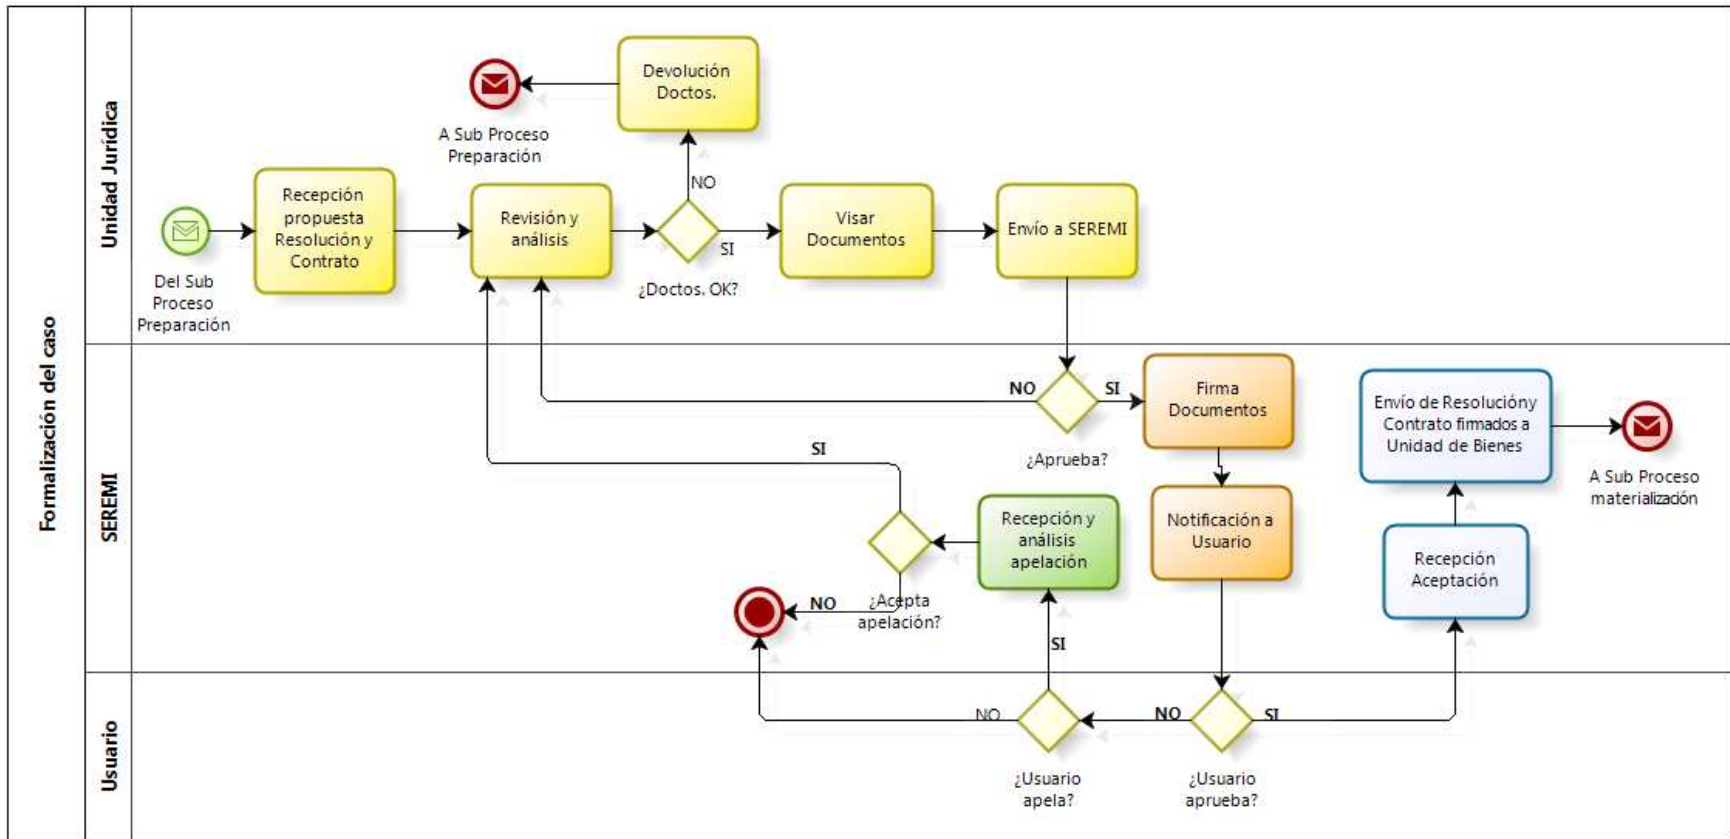 Formalización del caso
Unidad Jurídica
Devolución
Doctos.
A Sub Proceso
Preparación
NO
Recepción
propuesta
Resolución y
Contrato
Revisión y
análisis
SI
¿Doctos. OK?
Visar
Documentos
Envío a SEREMI
Del Sub
Proceso
Preparación
SEREMI
NO
SI
¿Aprueba?
Firma
Documentos
Envío de Resolución y
Contrato firmados a
Unidad de Bienes
A Sub Proceso
materialización
SI
Recepción y
análisis
apelación
Notificación a
Usuario
Recepción
Aceptación
NO
¿Acepta
apelación?
SI
Usuario
NO
NO
SI
¿Usuario
apela?
¿Usuario
aprueba?